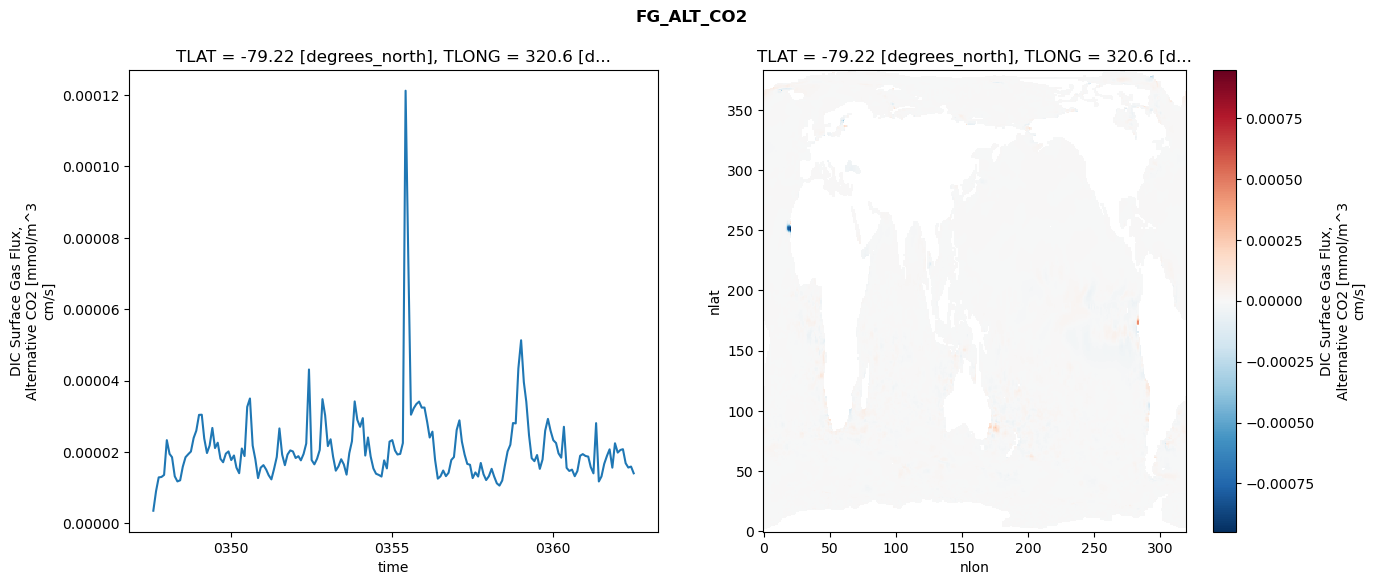 FG_ALT_CO2
TLAT = -79.22 [degrees_north], TLONG = 320.6 [d...
0.00012
0.00010
0.00008
0.00006
0.00004
0.00002
0.00000
DIC Surface Gas Flux,
Alternative CO2 [mmol/m^3
cm/s]
0350
0355
0360
time
TLAT = -79.22 [degrees_north], TLONG = 320.6 [d...
350
300
250
200
150
100
50
0
nlat
0
50
100
150
200
250
300
nlon
0.00075
0.00050
0.00025
0.00000
−0.00025
−0.00050
−0.00075
DIC Surface Gas Flux,
Alternative CO2 [mmol/m^3
cm/s]